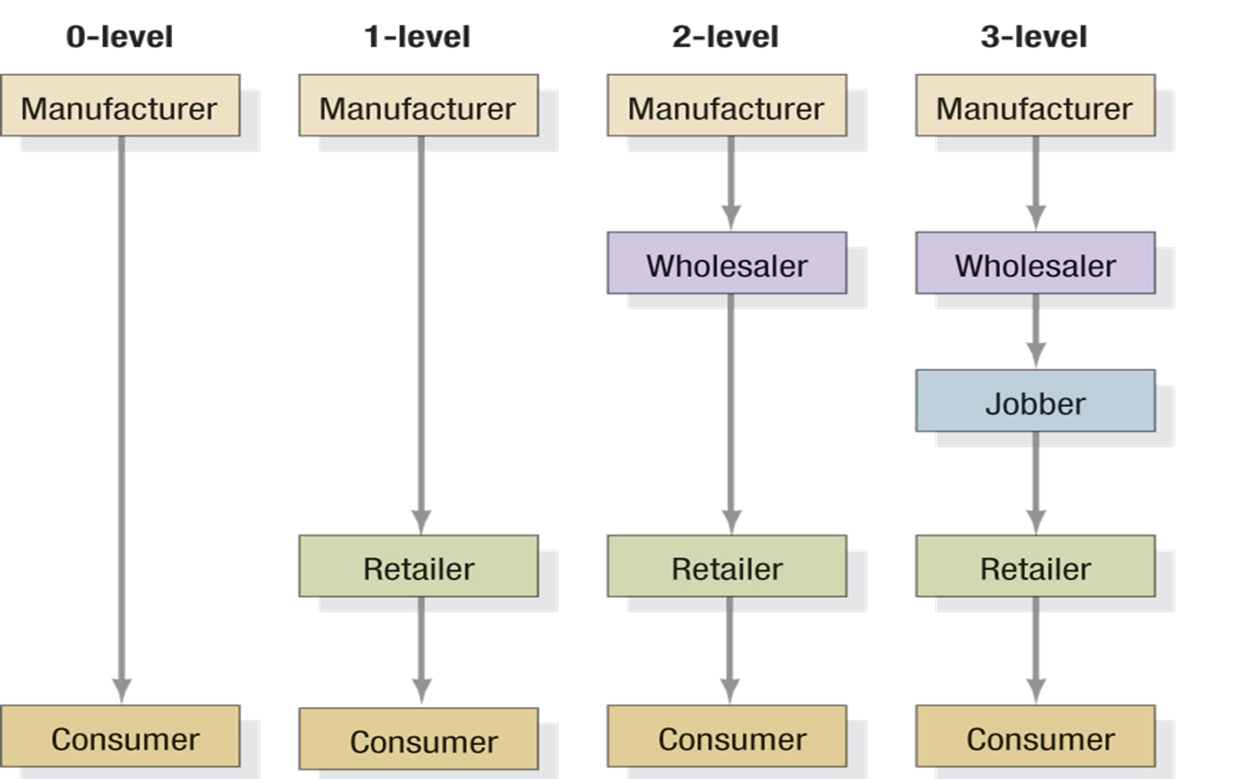 0-level 1-level 2-level 3-level
Manufacturer Manufacturer Manufacturer Manufacturer
Wholesaler Wholesaler
Jobber
Retailer Retailer Retailer
Consumer Consumer Consumer Consumer